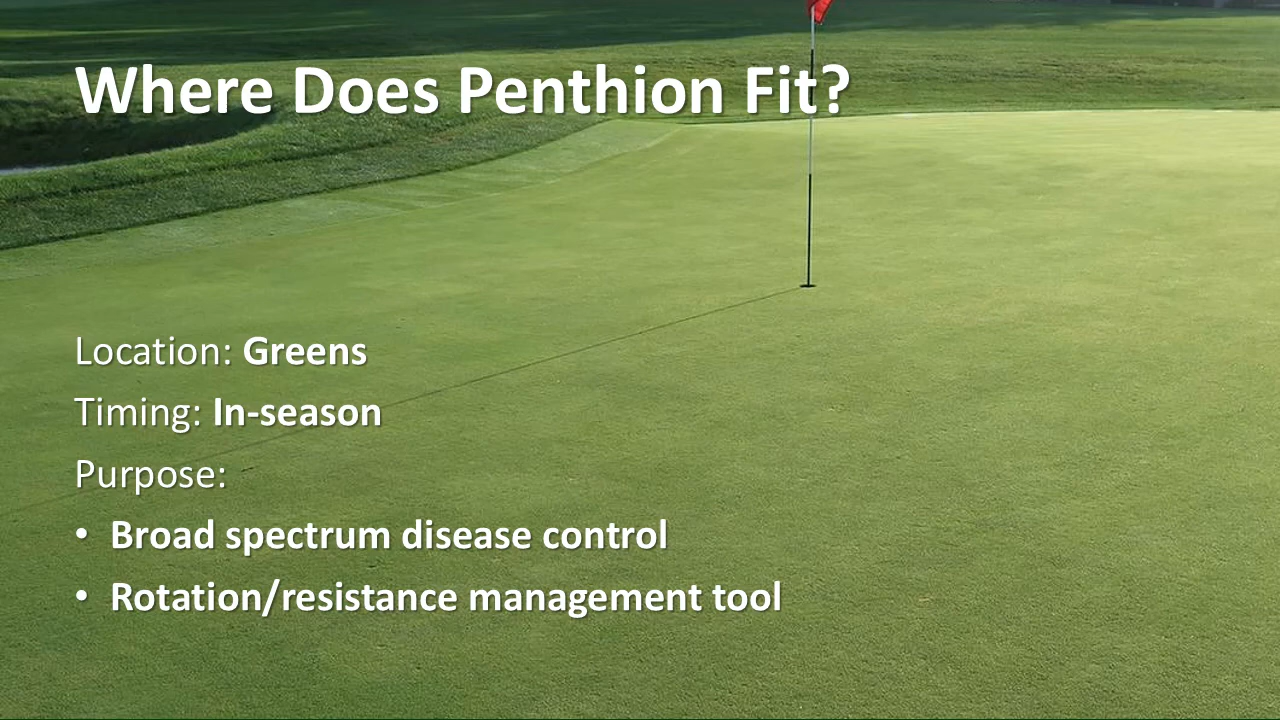 Where Does Penthion Fit?
Location: Greens
Timing: In-season
Purpose:
• Broad spectrum disease control
• Rotation/resistance management tool